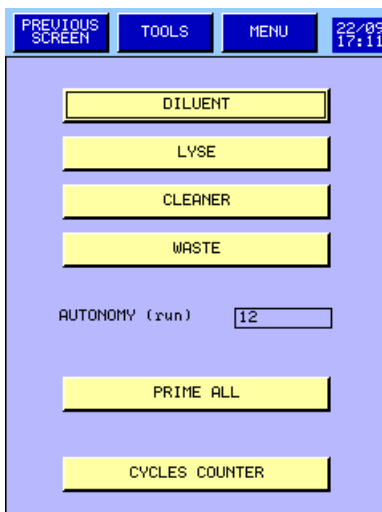 PREVIOUS SCREEN
TOOLS
MENU
22/09
17:11
DILUENT
LYSE
CLEANER
WASTE
AUTONOMY (run) 12
PRIME ALL
CYCLES COUNTER